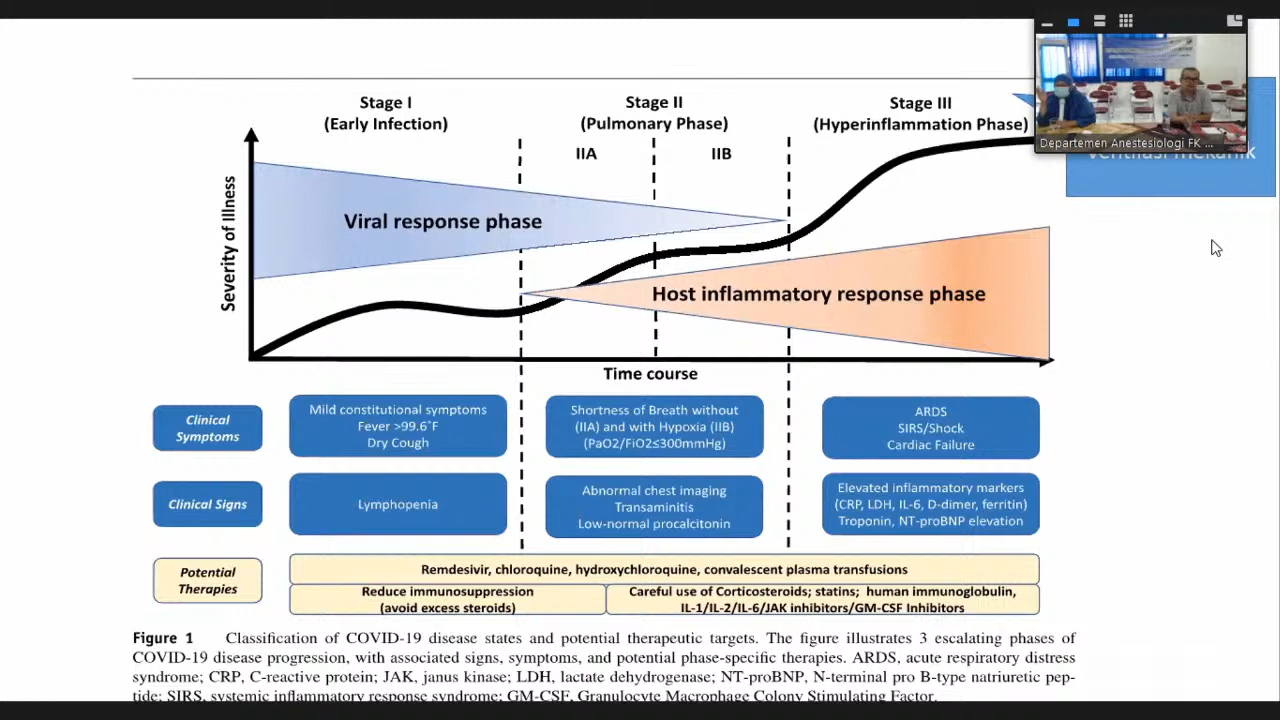 Stage I
(Early Infection)
Stage II
(Pulmonary Phase)
Stage III
(Hyperinflammation Phase)
IIA
IIB
Severity of Illness
Viral response phase
Host inflammatory response phase
Time course
Departemen Anestesiologi FK ...
ventilasi mekanik
Clinical
Symptoms
Mild constitutional symptoms
Fever >99.6°F
Dry Cough
Shortness of Breath without
(IIA) and with Hypoxia (IIB)
(PaO2/FiO2≤300mmHg)
ARDS
SIRS/Shock
Cardiac Failure
Clinical Signs
Lymphopenia
Abnormal chest imaging
Transaminitis
Low-normal procalcitonin
Elevated inflammatory markers
(CRP, LDH, IL-6, D-dimer, ferritin)
Troponin, NT-proBNP elevation
Potential
Therapies
Remdesivir, chloroquine, hydroxychloroquine, convalescent plasma transfusions
Reduce immunosuppression
(avoid excess steroids)
Careful use of Corticosteroids; statins; human immunoglobulin,
IL-1/IL-2/IL-6/JAK inhibitors/GM-CSF Inhibitors
Figure 1 Classification of COVID-19 disease states and potential therapeutic targets. The figure illustrates 3 escalating phases of
COVID-19 disease progression, with associated signs, symptoms, and potential phase-specific therapies. ARDS, acute respiratory distress
syndrome; CRP, C-reactive protein; JAK, janus kinase; LDH, lactate dehydrogenase; NT-proBNP, N-terminal pro B-type natriuretic pep-
tide; SIRS, systemic inflammatory response syndrome; GM-CSF, Granulocyte Macrophage Colony Stimulating Factor.